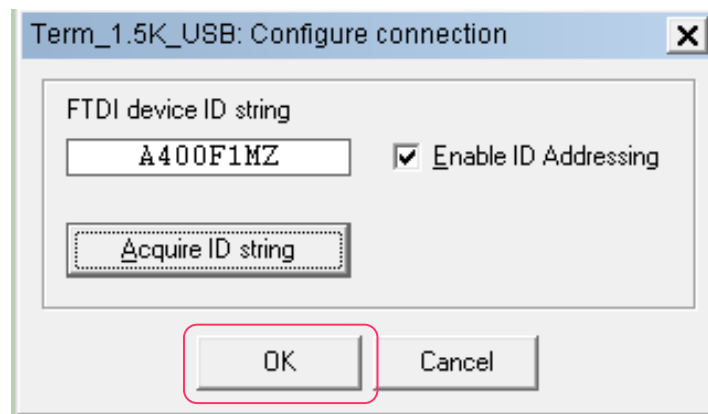 Term_1.5K_USB: Configure connection
FTDI device ID string
A400F1MZ
Enable ID Addressing
Acquire ID string
OK Cancel